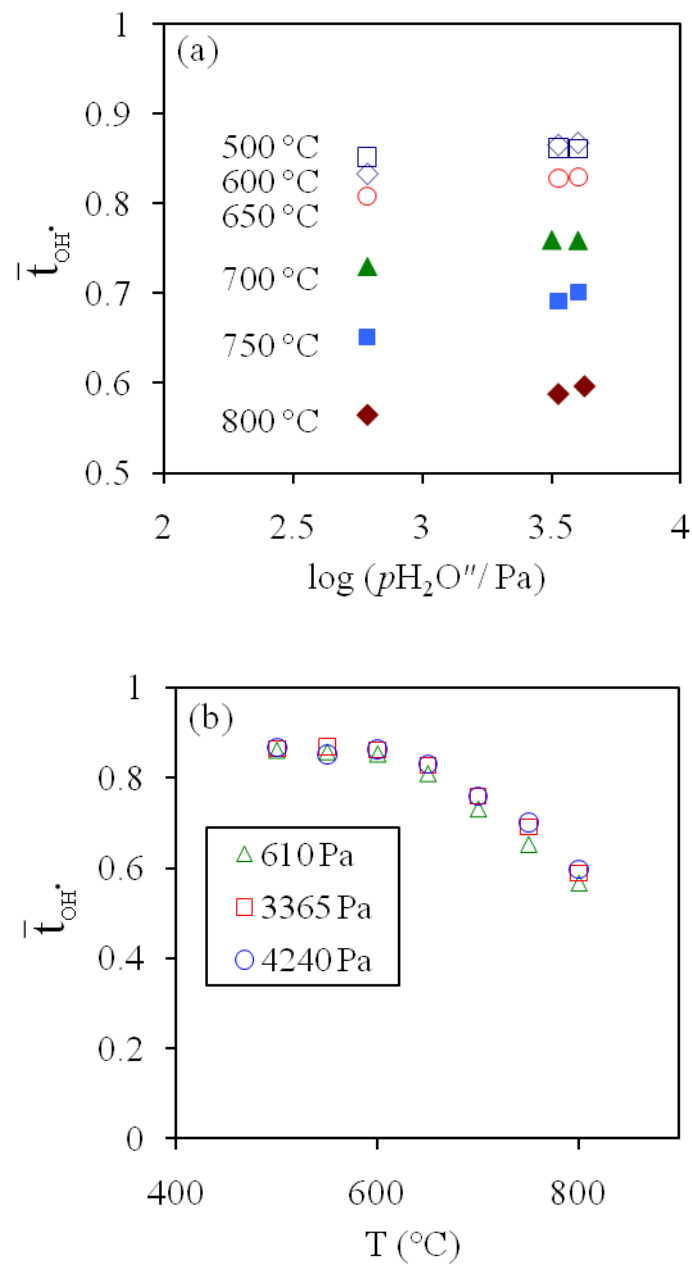 (a)
1
0.9
0.8
0.7
0.6
0.5
500 °C
600 °C
650 °C
700 °C
750 °C
800 °C
t̄OH•
2 2.5 3 3.5 4
log (pH₂O″/ Pa)
(b)
1
0.8
0.6
0.4
0.2
0
610 Pa
3365 Pa
4240 Pa
t̄OH•
400 600 800
T (°C)